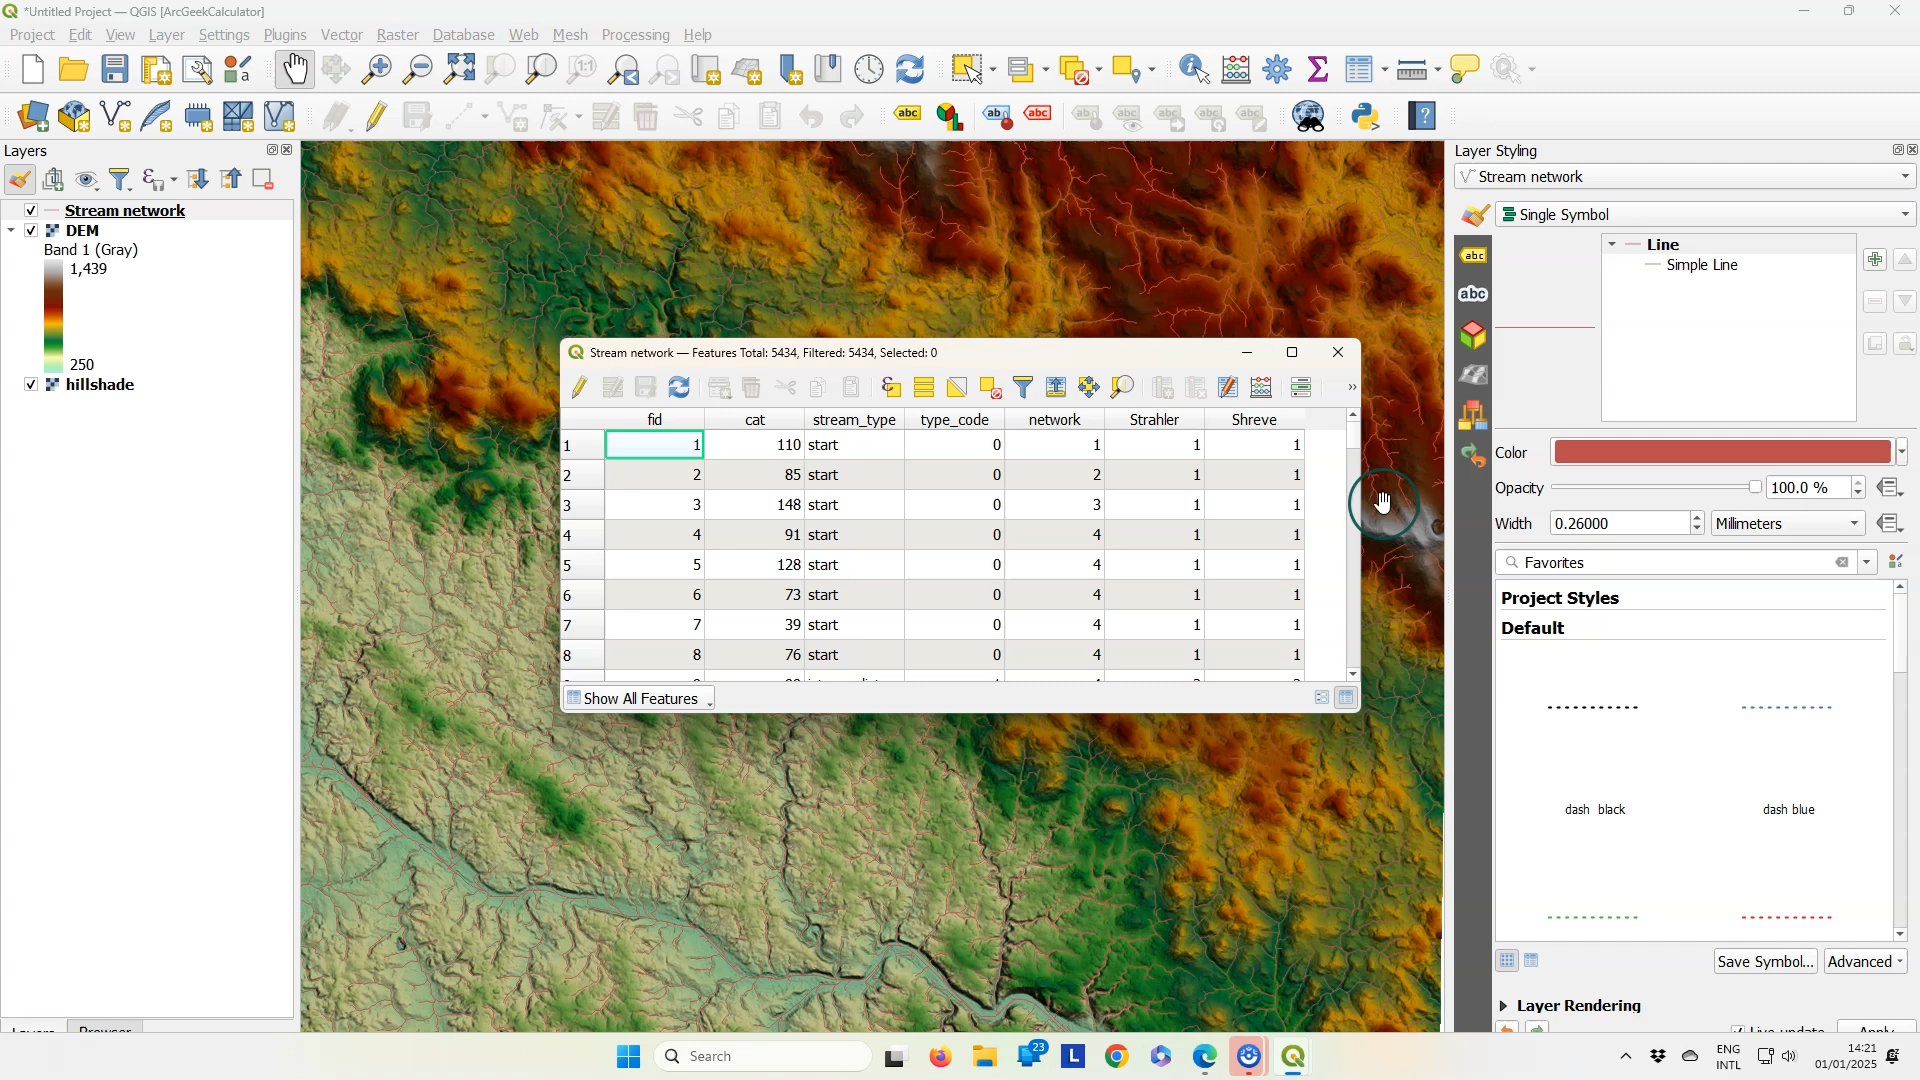 *Untitled Project — QGIS [ArcGeekCalculator]
Project Edit View Layer Settings Plugins Vector Raster Database Web Mesh Processing Help
Layers
Stream network
DEM
Band 1 (Gray)
1,439
250
hillshade
Stream network — Features Total: 5434, Filtered: 5434, Selected: 0
fid cat stream_type type_code network Strahler Shreve
1 1 110 start 0 1 1 1
2 2 85 start 0 2 1 1
3 3 148 start 0 3 1 1
4 4 91 start 0 4 1 1
5 5 128 start 0 4 1 1
6 6 73 start 0 4 1 1
7 7 39 start 0 4 1 1
8 8 76 start 0 4 1 1
Show All Features
Layer Styling
Stream network
Single Symbol
Line
Simple Line
Color
Opacity 100.0 %
Width 0.26000 Millimeters
Favorites
Project Styles
Default
dash black dash blue
Save Symbol... Advanced
Layer Rendering
Layers Browser
Live update Apply
Search
23
L
ENG
INTL
14:21
01/01/2025